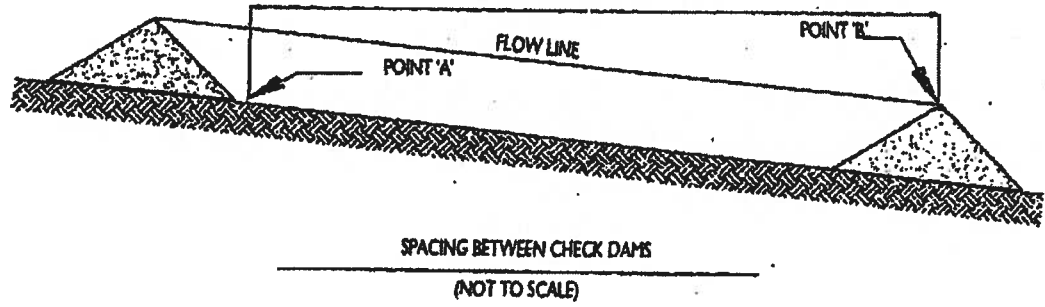 FLOW LINE
POINT 'A'
POINT 'B'
SPACING BETWEEN CHECK DAMS
(NOT TO SCALE)